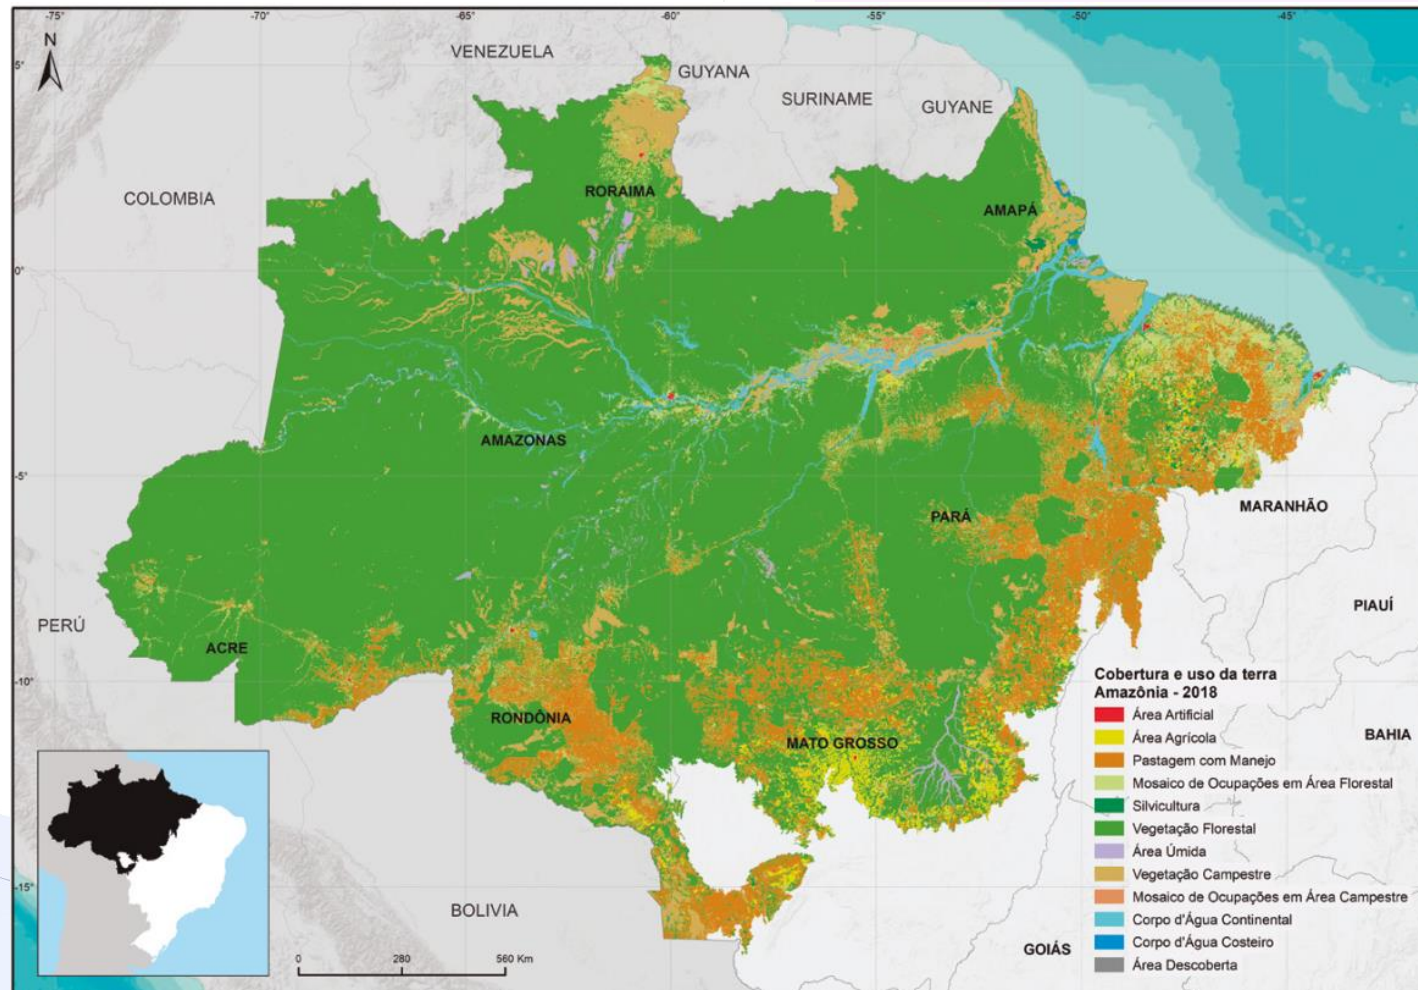 -75°
-70°
-65°
-60°
-55°
-50°
-45°
N
VENEZUELA
5°
GUYANA
SURINAME
GUYANE
COLOMBIA
RORAIMA
AMAPÁ
0°
AMAZONAS
-5°
PARÁ
MARANHÃO
PIAUÍ
PERÚ
ACRE
Cobertura e uso da terra
Amazônia - 2018
-10°
Área Artificial
RONDÔNIA
Área Agrícola
BAHIA
MATO GROSSO
Pastagem com Manejo
Mosaico de Ocupações em Área Florestal
Silvicultura
Vegetação Florestal
Área Úmida
Vegetação Campestre
-15°
Mosaico de Ocupações em Área Campestre
BOLIVIA
Corpo d'Água Continental
Corpo d'Água Costeiro
GOIÁS
Área Descoberta
0 280 560 Km